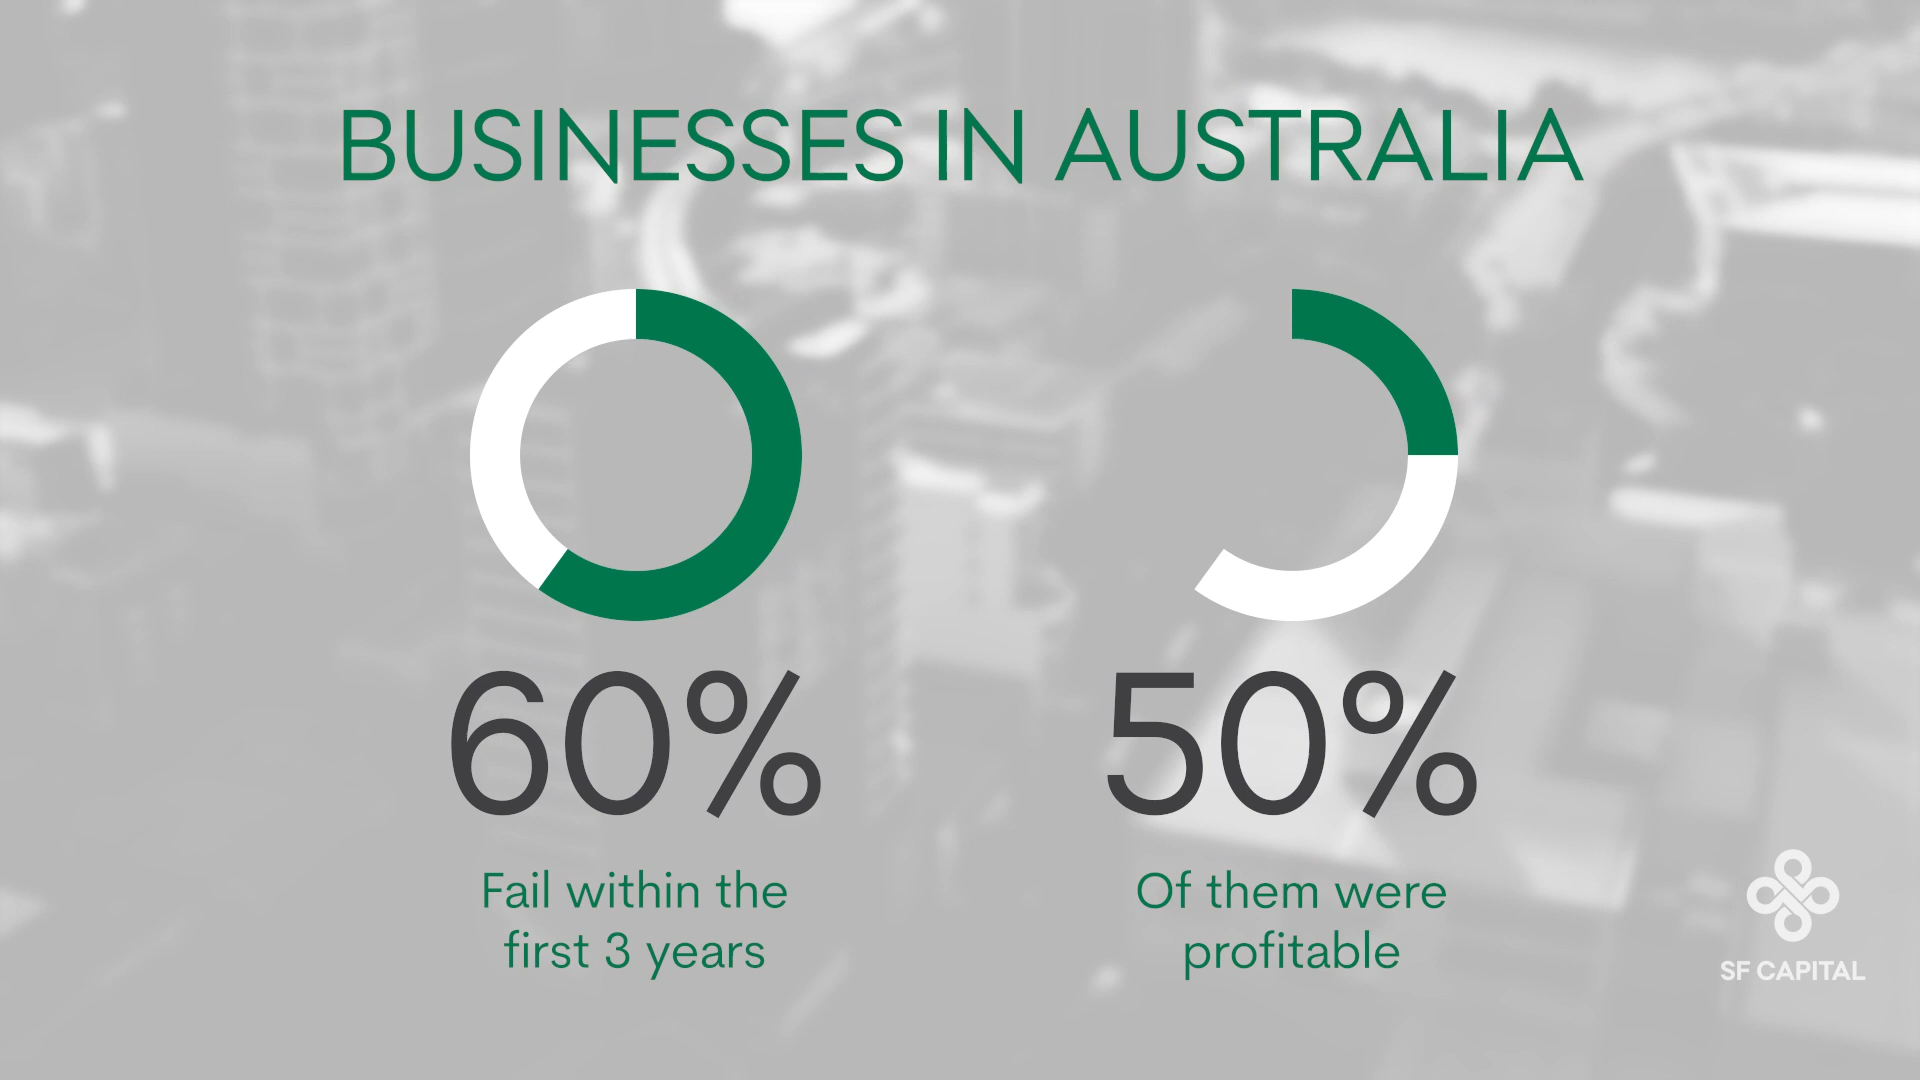 BUSINESSES IN AUSTRALIA
60%
Fail within the
first 3 years
50%
Of them were
profitable
SF CAPITAL